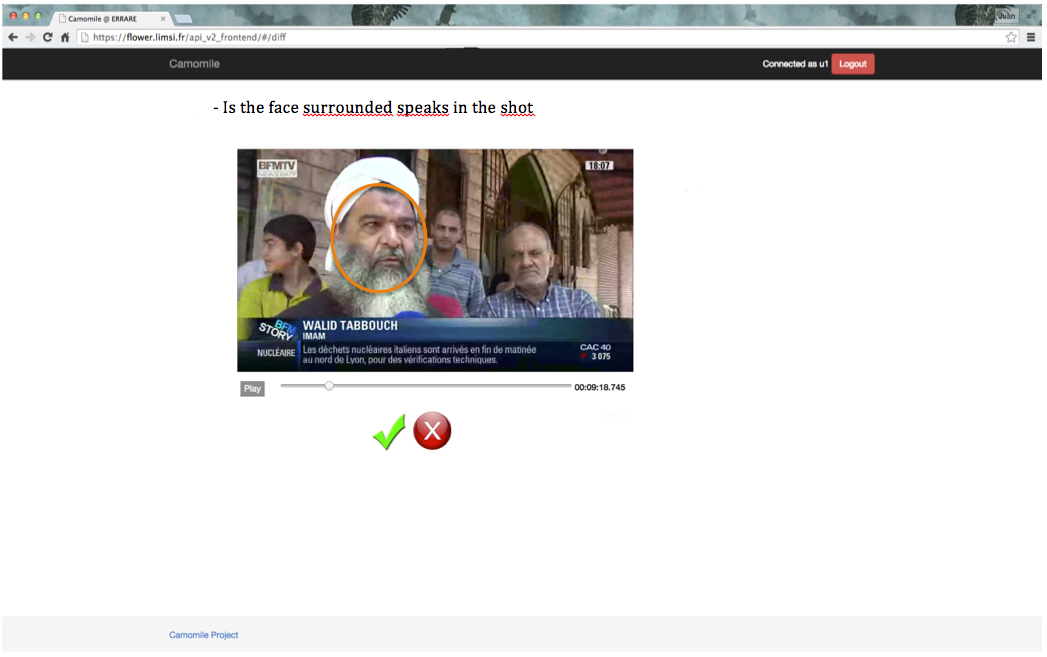 Camomile @ ERRARE
Juan
https://flower.limsi.fr/api_v2_frontend/#/diff
Camomile
Connected as u1 Logout
- Is the face surrounded speaks in the shot
BFMTV
18:07
BFM STORY
WALID TABBOUCH
IMAM
NUCLÉAIRE
Les déchets nucléaires italiens sont arrivés en fin de matinée
au nord de Lyon, pour des vérifications techniques.
CAC 40
3 075
Play
00:09:18.745
X
Camomile Project